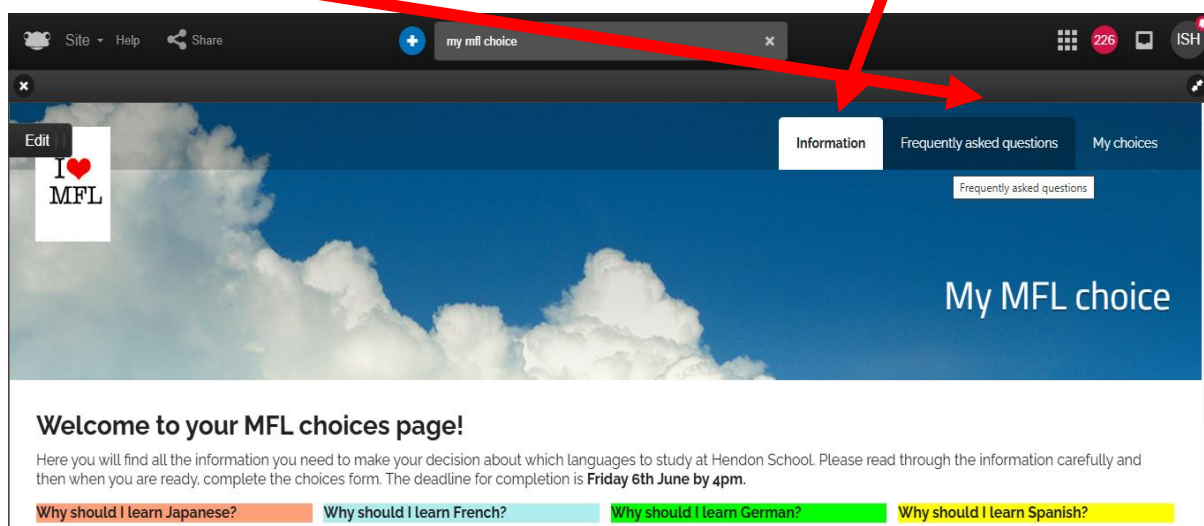 Site Help Share my mfl choice 226 ISH
Edit
Information Frequently asked questions My choices
I
MFL
Frequently asked questions
My MFL choice
Welcome to your MFL choices page!
Here you will find all the information you need to make your decision about which languages to study at Hendon School. Please read through the information carefully and
then when you are ready, complete the choices form. The deadline for completion is Friday 6th June by 4pm.
Why should I learn Japanese? Why should I learn French? Why should I learn German? Why should I learn Spanish?